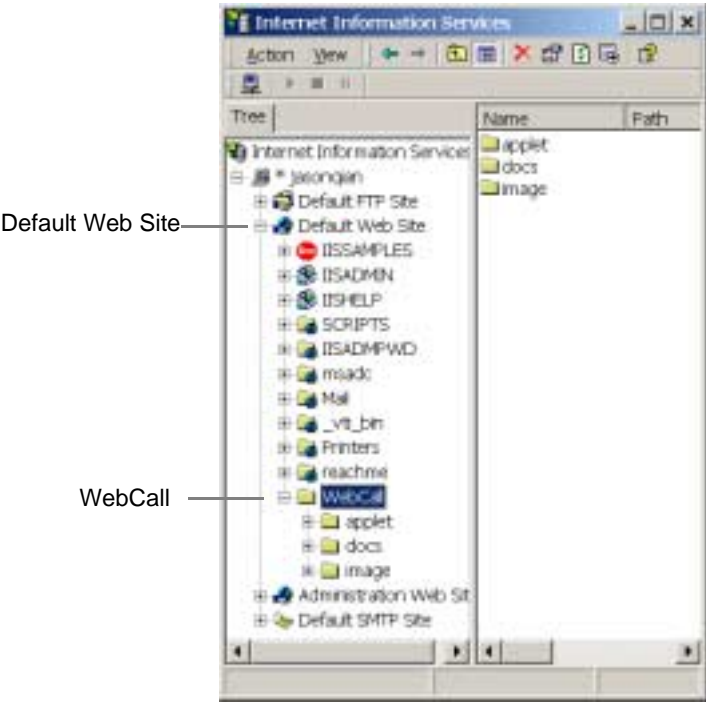 Internet Information Services
Action View
Tree
Name Path
Internet Information Services
* jasonqian
Default FTP Site
Default Web Site
IISSAMPLES
IISADMIN
IISHELP
SCRIPTS
IISADMPWD
msadc
Mail
_vti_bin
Printers
reachme
WebCall
applet
docs
image
Administration Web Sit
Default SMTP Site
applet
docs
image
Default Web Site
WebCall